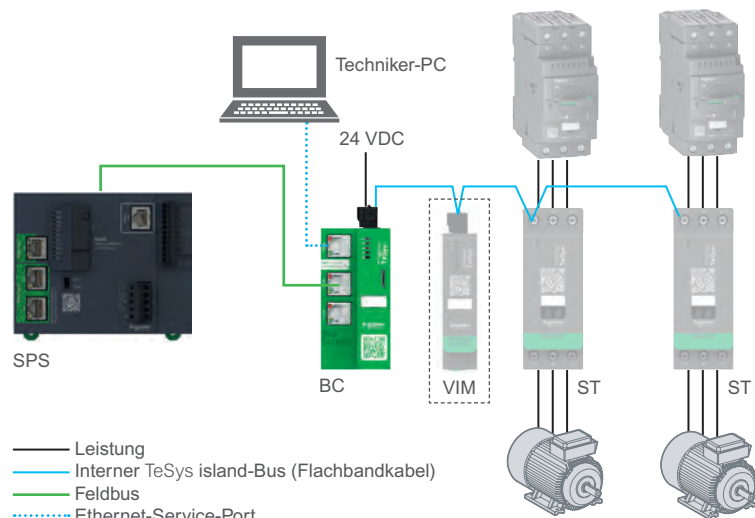 Techniker-PC
24 VDC
SPS
BC
VIM
ST
ST
Leistung
Interner TeSys island-Bus (Flachbandkabel)
Feldbus
Ethernet-Service-Port